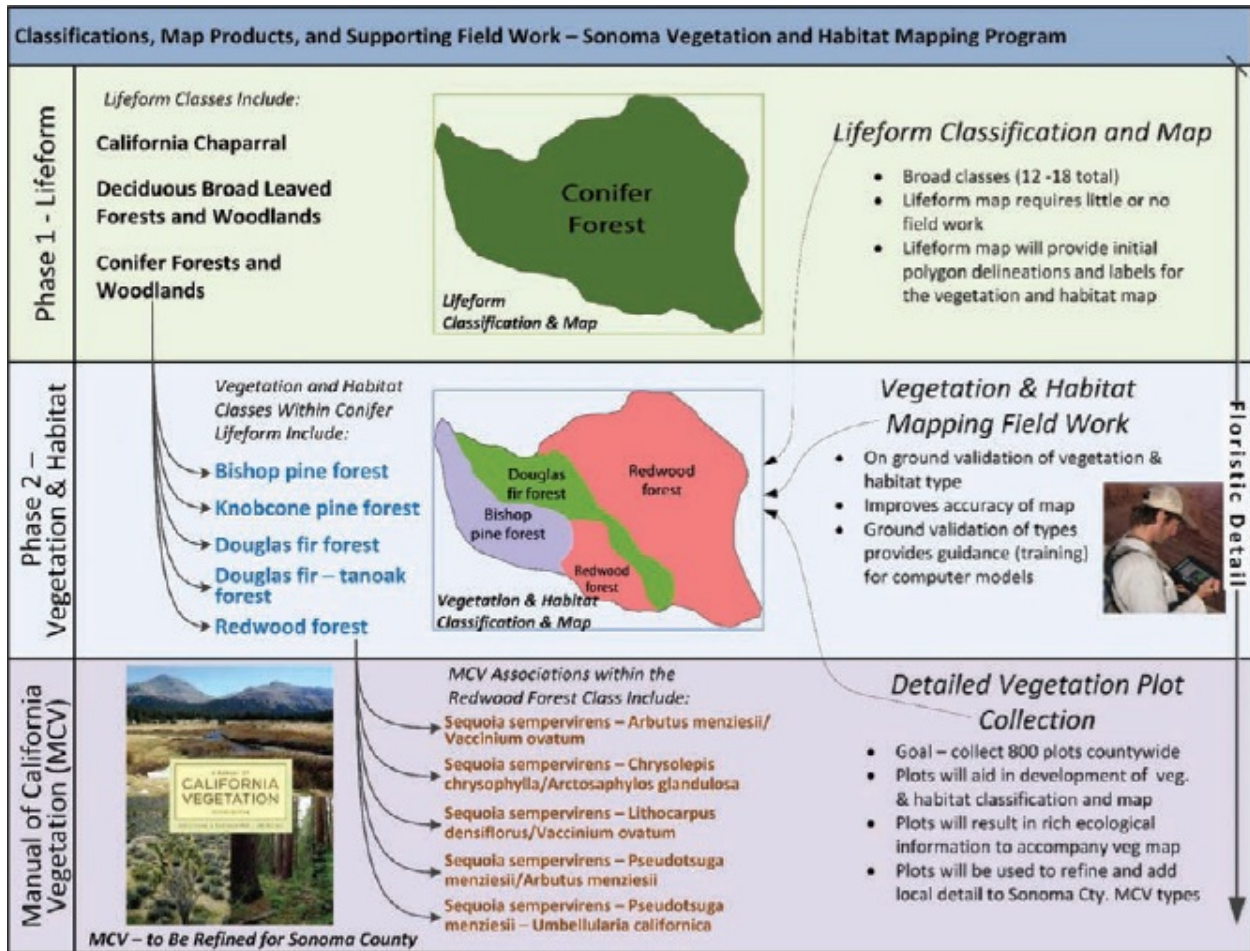 Classifications, Map Products, and Supporting Field Work – Sonoma Vegetation and Habitat Mapping Program
Phase 1 - Lifeform
Lifeform Classes Include:
California Chaparral
Deciduous Broad Leaved
Forests and Woodlands
Conifer Forests and
Woodlands
Conifer
Forest
Lifeform
Classification & Map
Lifeform Classification and Map
• Broad classes (12 -18 total)
• Lifeform map requires little or no
field work
• Lifeform map will provide initial
polygon delineations and labels for
the vegetation and habitat map
Phase 2 –
Vegetation & Habitat
Vegetation and Habitat
Classes Within Conifer
Lifeform Include:
Bishop pine forest
Knobcone pine forest
Douglas fir forest
Douglas fir – tanoak
forest
Redwood forest
Douglas
fir forest
Redwood
forest
Bishop
pine forest
Redwood
forest
Vegetation & Habitat
Classification & Map
Vegetation & Habitat
Mapping Field Work
• On ground validation of vegetation &
habitat type
• Improves accuracy of map
• Ground validation of types
provides guidance (training)
for computer models
Floristic Detail
Manual of California
Vegetation (MCV)
CALIFORNIA
VEGETATION
MCV – to Be Refined for Sonoma County
MCV Associations within the
Redwood Forest Class Include:
Sequoia sempervirens – Arbutus menziesii/
Vaccinium ovatum
Sequoia sempervirens – Chrysolepis
chrysophylla/Arctosaphylos glandulosa
Sequoia sempervirens – Lithocarpus
densiflorus/Vaccinium ovatum
Sequoia sempervirens – Pseudotsuga
menziesii/Arbutus menziesii
Sequoia sempervirens – Pseudotsuga
menziesii – Umbellularia californica
Detailed Vegetation Plot
Collection
• Goal – collect 800 plots countywide
• Plots will aid in development of veg.
& habitat classification and map
• Plots will result in rich ecological
information to accompany veg map
• Plots will be used to refine and add
local detail to Sonoma Cty. MCV types